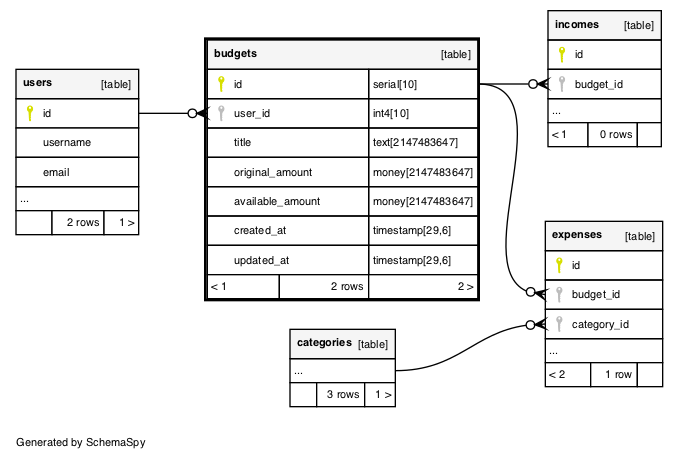 users [table]
id
username
email
...
2 rows 1 >
budgets [table]
id serial[10]
user_id int4[10]
title text[2147483647]
original_amount money[2147483647]
available_amount money[2147483647]
created_at timestamp[29,6]
updated_at timestamp[29,6]
< 1 2 rows 2 >
incomes [table]
id
budget_id
...
< 1 0 rows
expenses [table]
id
budget_id
category_id
...
< 2 1 row
categories [table]
...
3 rows 1 >
Generated by SchemaSpy